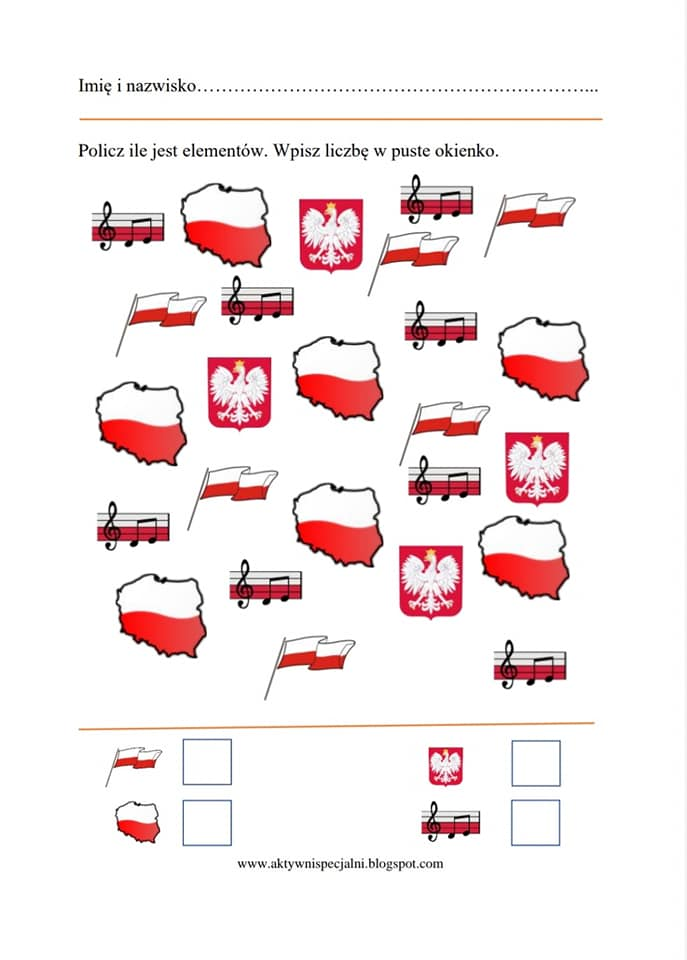 Imię i nazwisko……………………………………………………………...
Policz ile jest elementów. Wpisz liczbę w puste okienko.
www.aktywnispecjalni.blogspot.com